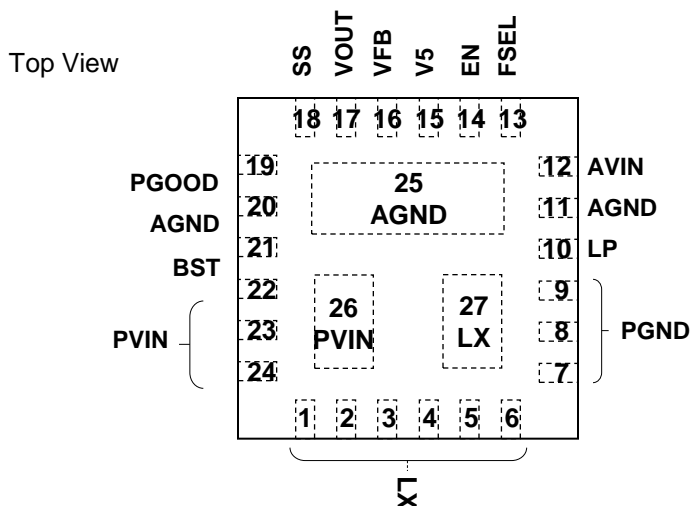 Top View
SS
VOUT
VFB
V5
EN
FSEL
18
17
16
15
14
13
19
PGOOD
20
AGND
21
BST
22
23
24
PVIN
25
AGND
26
PVIN
27
LX
12 AVIN
11 AGND
10 LP
9
8
7
PGND
1
2
3
4
5
6
LX